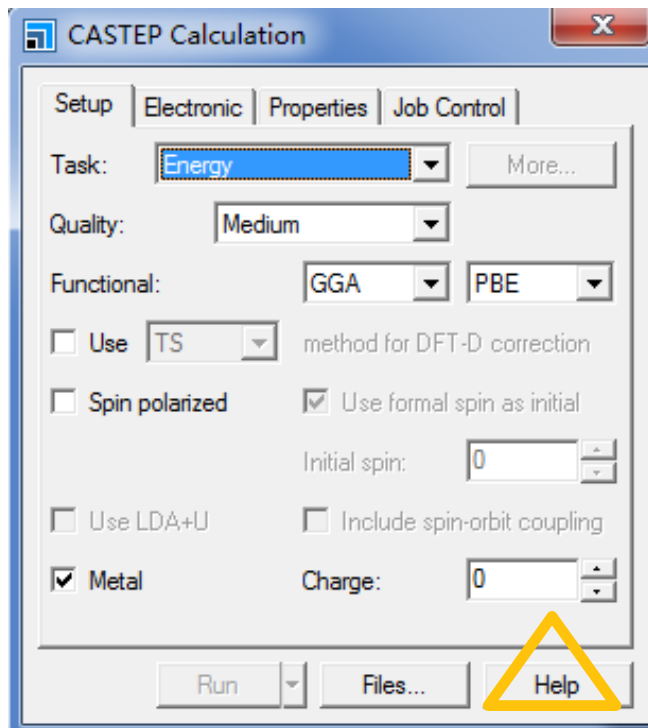 CASTEP Calculation
Setup Electronic Properties Job Control
Task: Energy More...
Quality: Medium
Functional: GGA PBE
Use TS method for DFT-D correction
Spin polarized Use formal spin as initial
Initial spin: 0
Use LDA+U Include spin-orbit coupling
Metal Charge: 0
Run Files... Help